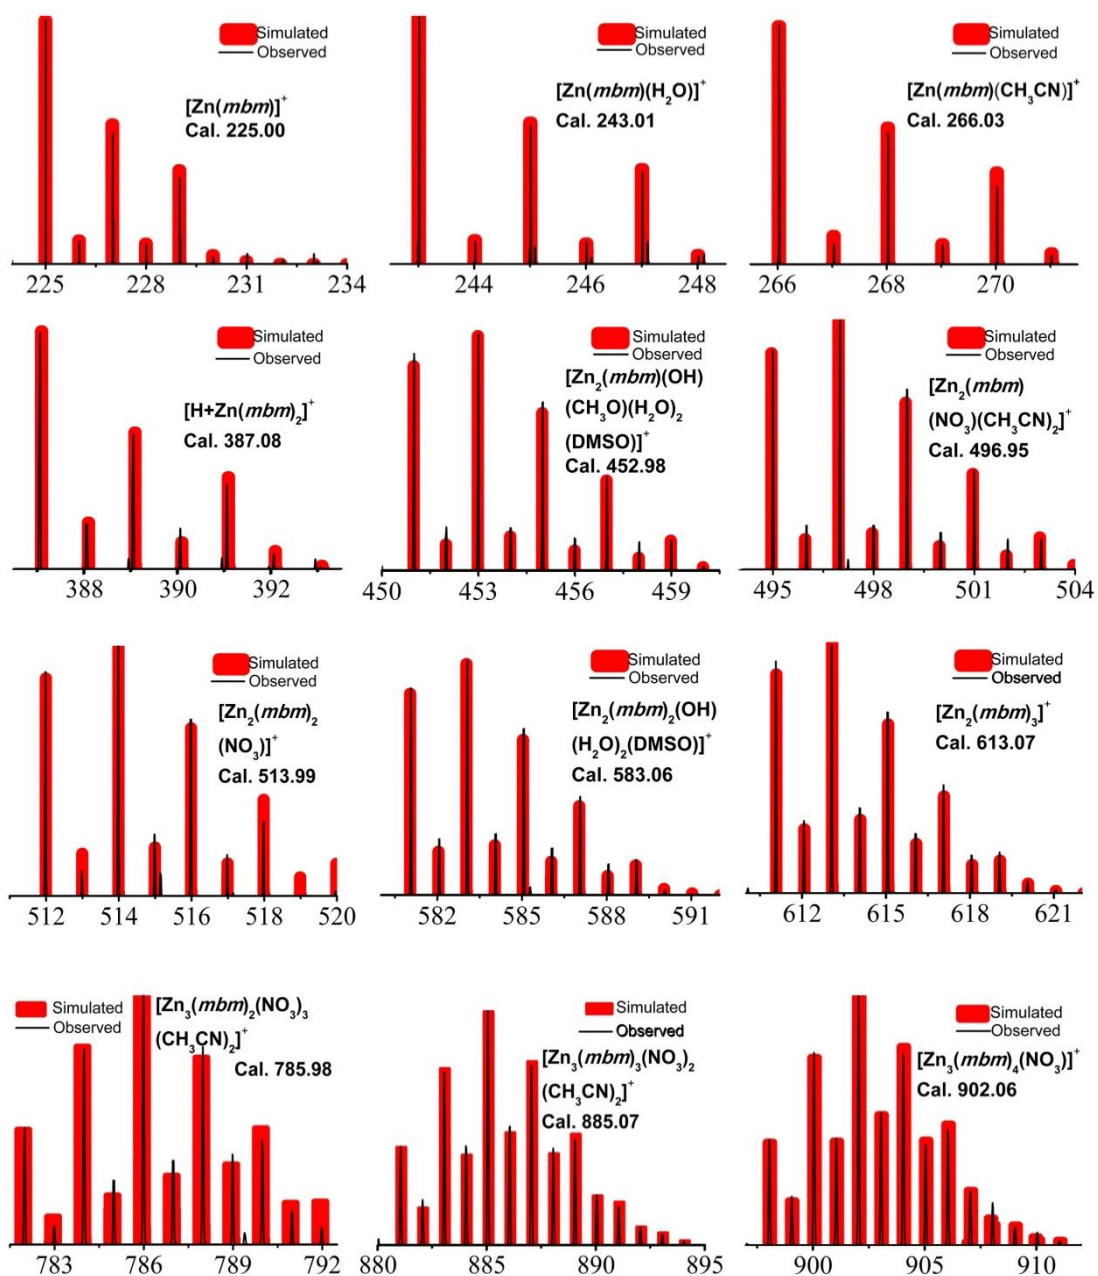 Simulated
Observed
[Zn(mbm)]⁺
Cal. 225.00
225 228 231 234
Simulated
Observed
[Zn(mbm)(H₂O)]⁺
Cal. 243.01
244 246 248
Simulated
Observed
[Zn(mbm)(CH₃CN)]⁺
Cal. 266.03
266 268 270
Simulated
Observed
[H+Zn(mbm)₂]⁺
Cal. 387.08
388 390 392
Simulated
Observed
[Zn₂(mbm)(OH)
(CH₃O)(H₂O)₂
(DMSO)]⁺
Cal. 452.98
450 453 456 459
Simulated
Observed
[Zn₂(mbm)
(NO₃)(CH₃CN)₂]⁺
Cal. 496.95
495 498 501 504
Simulated
Observed
[Zn₂(mbm)₂
(NO₃)]⁺
Cal. 513.99
512 514 516 518 520
Simulated
Observed
[Zn₂(mbm)₂(OH)
(H₂O)₂(DMSO)]⁺
Cal. 583.06
582 585 588 591
Simulated
Observed
[Zn₂(mbm)₃]⁺
Cal. 613.07
612 615 618 621
Simulated
Observed
[Zn₃(mbm)₂(NO₃)₃
(CH₃CN)₂]⁺
Cal. 785.98
783 786 789 792
Simulated
Observed
[Zn₃(mbm)₃(NO₃)₂
(CH₃CN)₂]⁺
Cal. 885.07
880 885 890 895
Simulated
Observed
[Zn₃(mbm)₄(NO₃)]⁺
Cal. 902.06
900 905 910